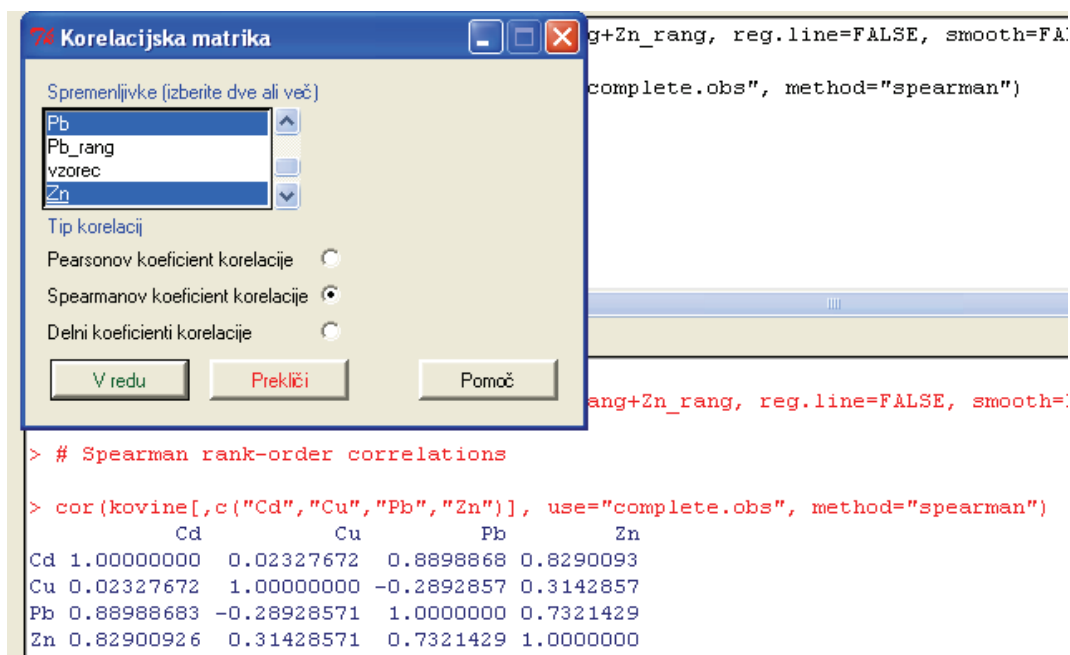 Korelacijska matrika
g+Zn_rang, reg.line=FALSE, smooth=FA
complete.obs", method="spearman")
Spremenljivke (izberite dve ali več)
Pb
Pb_rang
vzorec
Zn
Tip korelacij
Pearsonov koeficient korelacije
Spearmanov koeficient korelacije
Delni koeficienti korelacije
V redu Prekliči Pomoč
ang+Zn_rang, reg.line=FALSE, smooth=
> # Spearman rank-order correlations
> cor(kovine[,c("Cd","Cu","Pb","Zn")], use="complete.obs", method="spearman")
Cd Cu Pb Zn
Cd 1.00000000 0.02327672 0.8898868 0.8290093
Cu 0.02327672 1.00000000 -0.2892857 0.3142857
Pb 0.88988683 -0.28928571 1.0000000 0.7321429
Zn 0.82900926 0.31428571 0.7321429 1.0000000